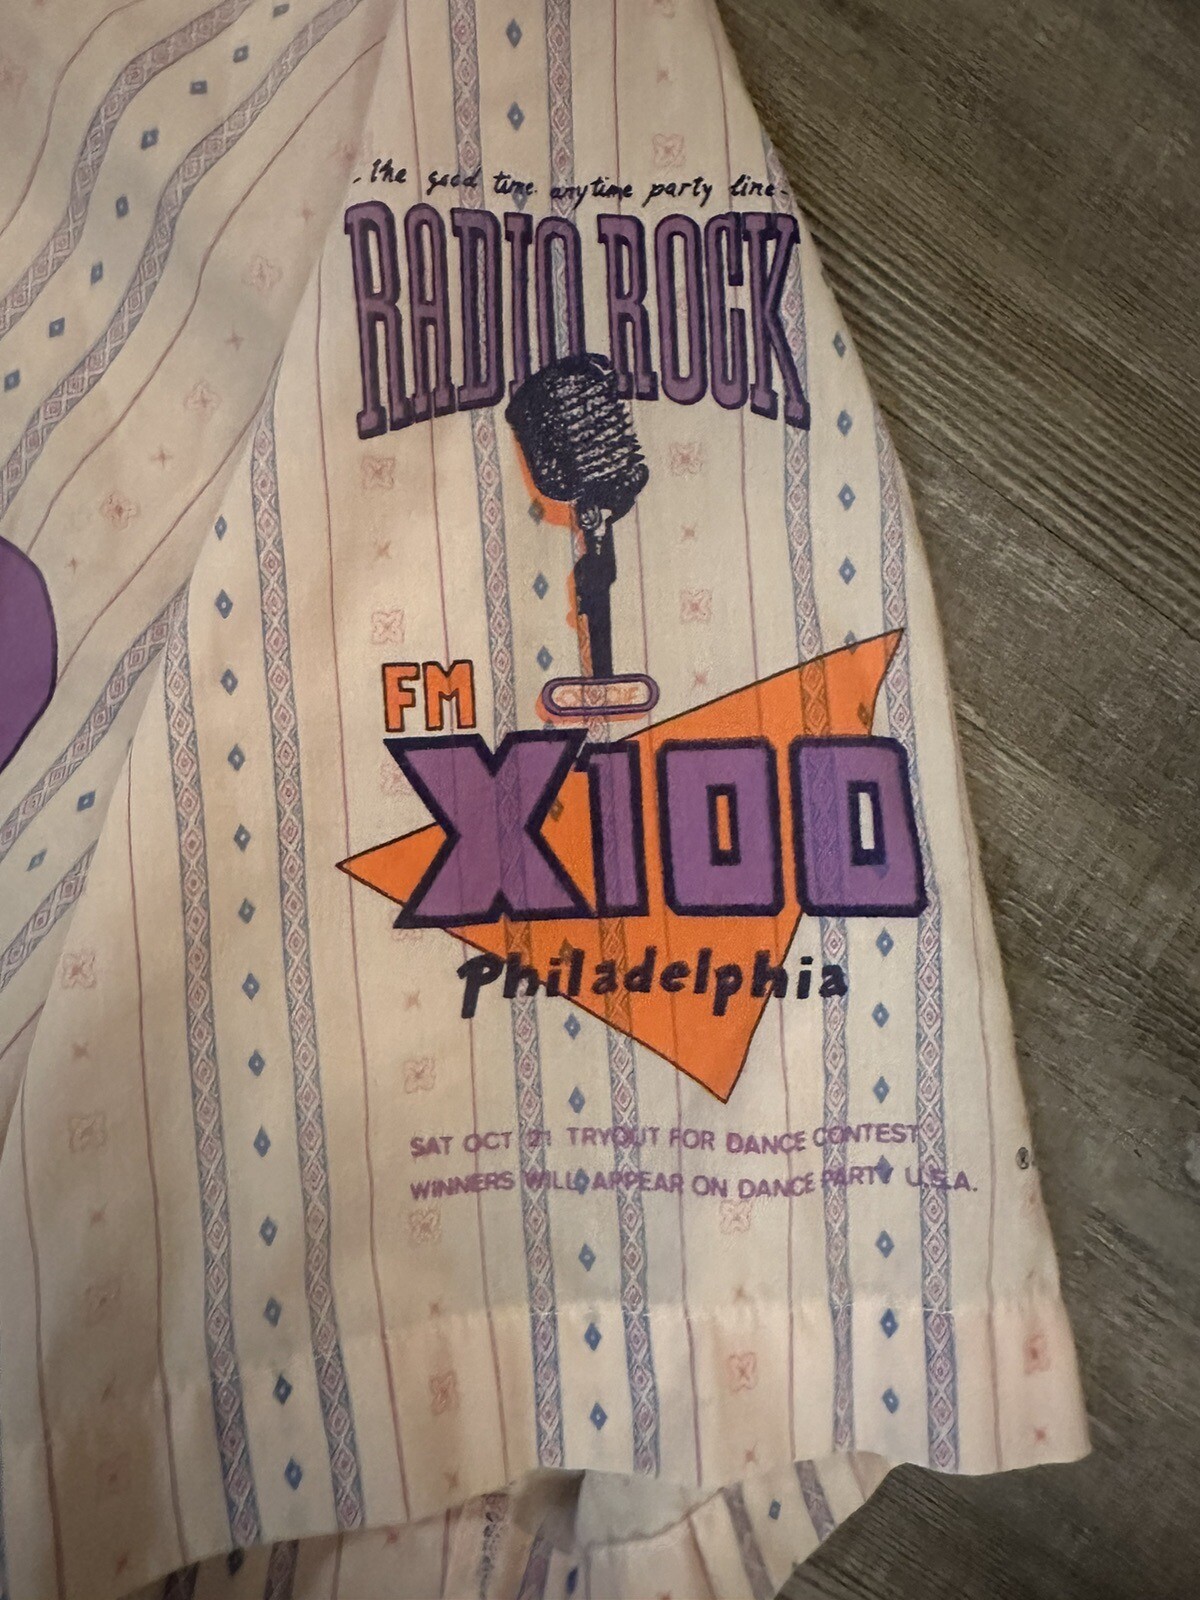 - the good time anytime party line -
RADIO ROCK
FM
X100
Philadelphia
SAT OCT 21 TRYOUT FOR DANCE CONTEST
WINNERS WILL APPEAR ON DANCE PARTY U.S.A.
®